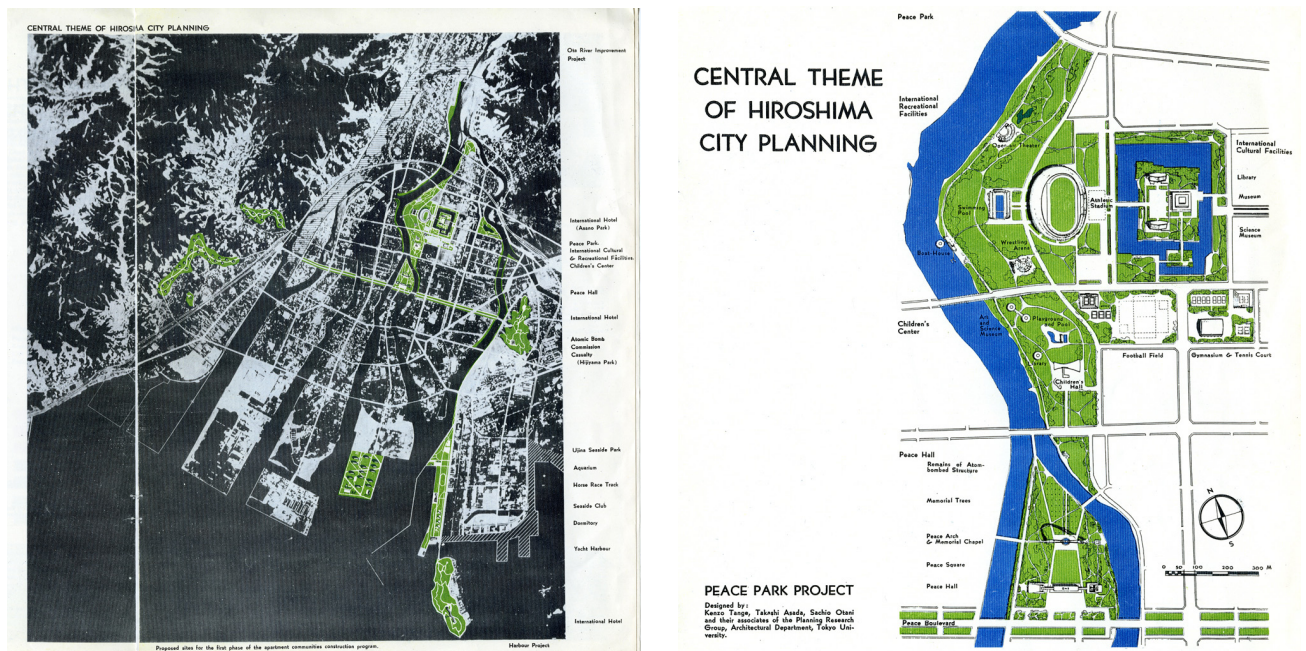 CENTRAL THEME OF HIROSIMA CITY PLANNING
Ota River Improvement
Project
International Hotel
(Asano Park)
Peace Park.
International Cultural
& Recreational Facilities.
Children's Center
Peace Hall
International Hotel
Atomic Bomb
Commission
Casualty
(Hijiyama Park)
Ujina Seaside Park
Aquarium
Horse Race Track
Seaside Club
Dormitory
Yacht Harbour
International Hotel
Harbour Project
Proposed sites for the first phase of the apartment communities construction program.
CENTRAL THEME
OF HIROSHIMA
CITY PLANNING
Peace Park
International
Recreational
Facilities
Open-air Theater
International
Cultural Facilities
Library
Museum
Science
Museum
Athletic
Stadium
Swimming
Pool
Wrestling
Arena
Boat House
Children's
Center
Art
and
Science
Museum
Playground
and Pool
Library
Children's
Hall
Football Field
Gymnasium & Tennis Court
Peace Hall
Remains of Atom-
bombed Structure
Memorial Trees
Peace Arch
& Memorial Chapel
Peace Square
Peace Hall
Peace Boulevard
N
S
0 50 100 200 300 M
PEACE PARK PROJECT
Designed by:
Kenzo Tange, Takashi Asada, Sachio Otani
and their associates of the Planning Research
Group, Architectural Department, Tokyo Uni-
versity.